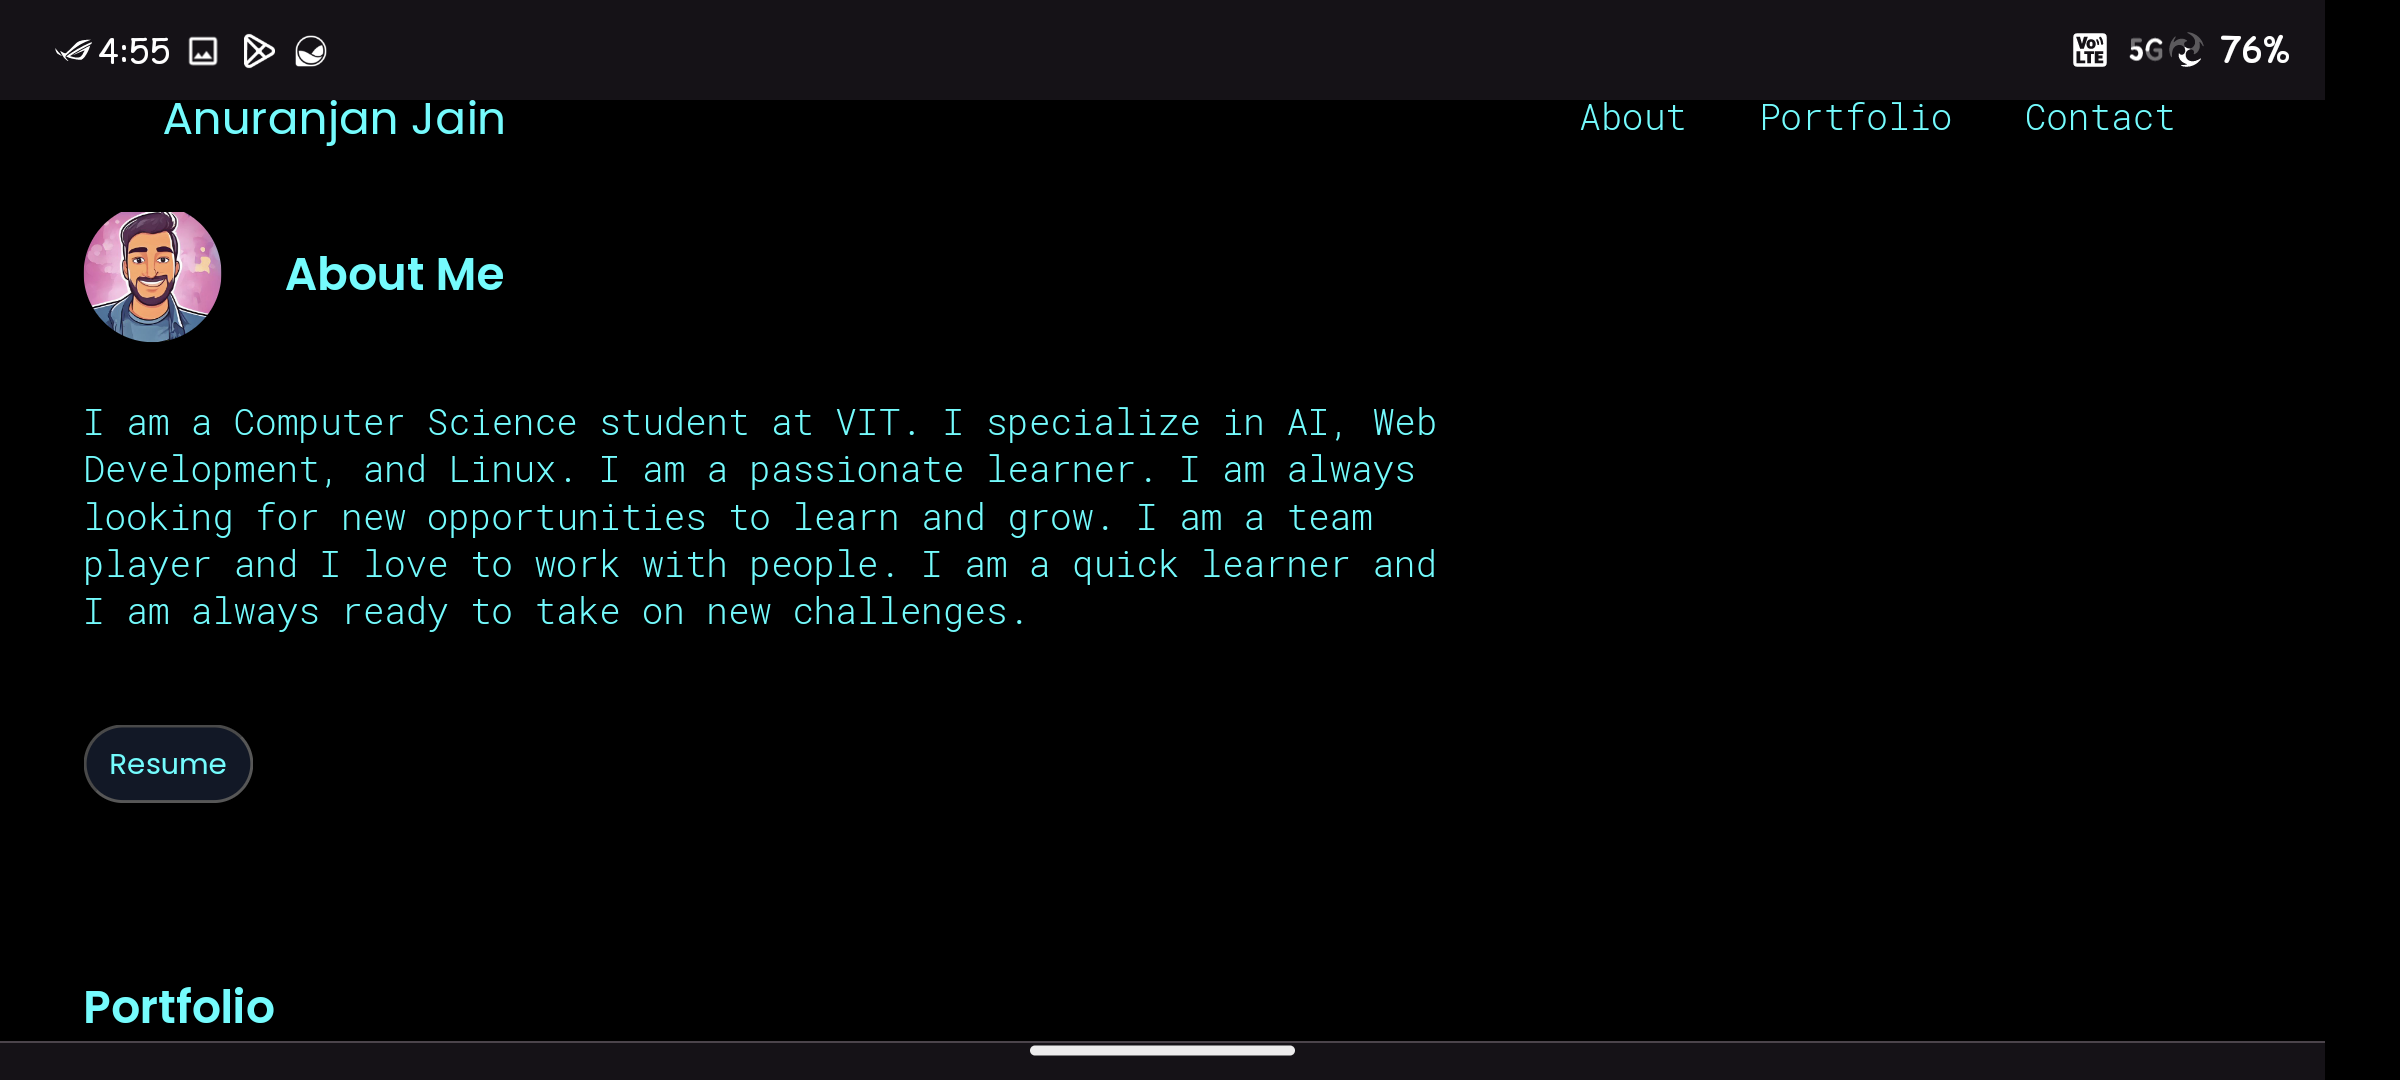 4:55 VoLTE 5G 76%
Anuranjan Jain About Portfolio Contact
About Me
I am a Computer Science student at VIT. I specialize in AI, Web
Development, and Linux. I am a passionate learner. I am always
looking for new opportunities to learn and grow. I am a team
player and I love to work with people. I am a quick learner and
I am always ready to take on new challenges.
Resume
Portfolio